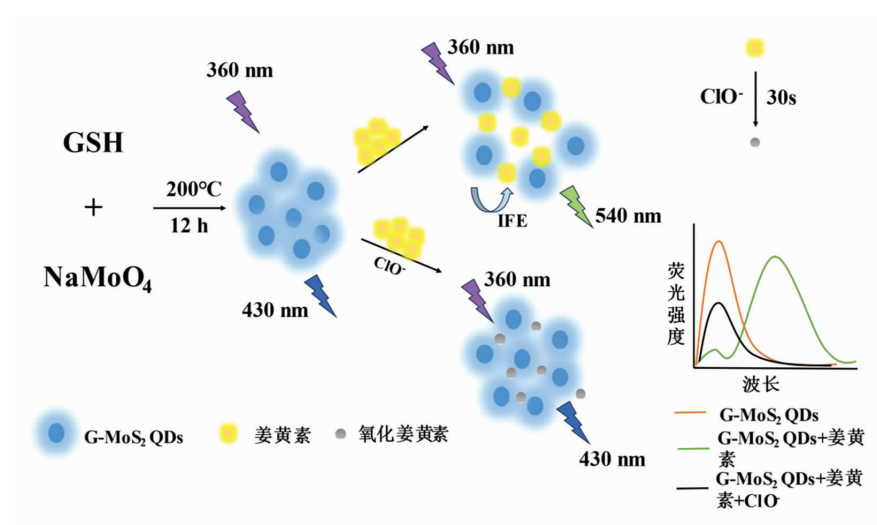 360 nm
GSH
+
NaMoO₄
200℃
12 h
430 nm
360 nm
IFE
540 nm
ClO⁻
360 nm
430 nm
ClO⁻
30s
荧光强度
波长
G-MoS₂ QDs
G-MoS₂ QDs+姜黄
素
G-MoS₂ QDs+姜黄
素+ClO⁻
G-MoS₂ QDs
姜黄素
氧化姜黄素